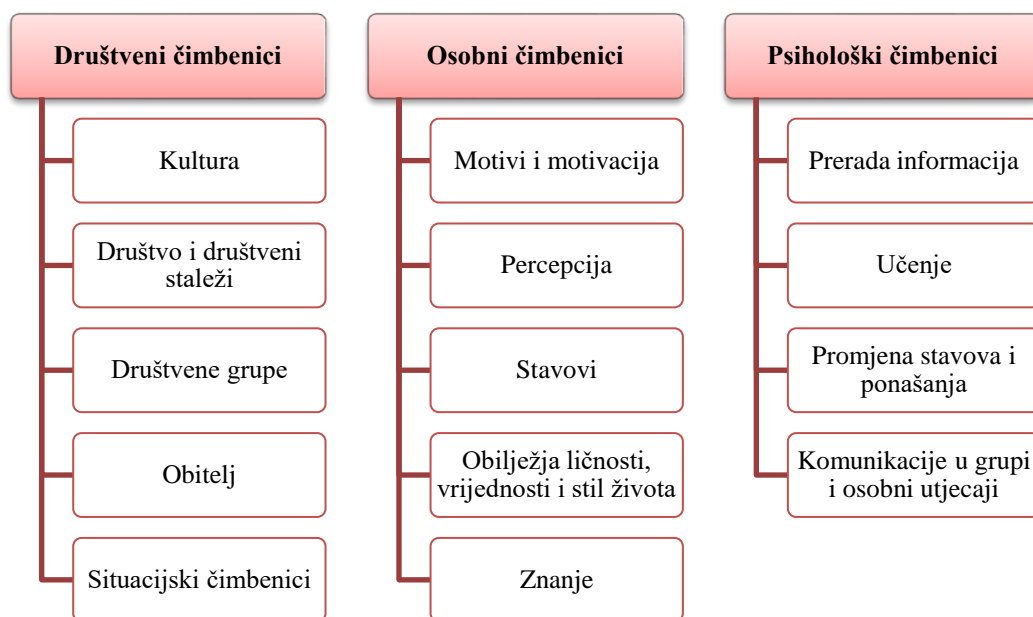 Društveni čimbenici
Kultura
Društvo i društveni
staleži
Društvene grupe
Obitelj
Situacijski čimbenici
Osobni čimbenici
Motivi i motivacija
Percepcija
Stavovi
Obilježja ličnosti,
vrijednosti i stil života
Znanje
Psihološki čimbenici
Prerada informacija
Učenje
Promjena stavova i
ponašanja
Komunikacije u grupi
i osobni utjecaji